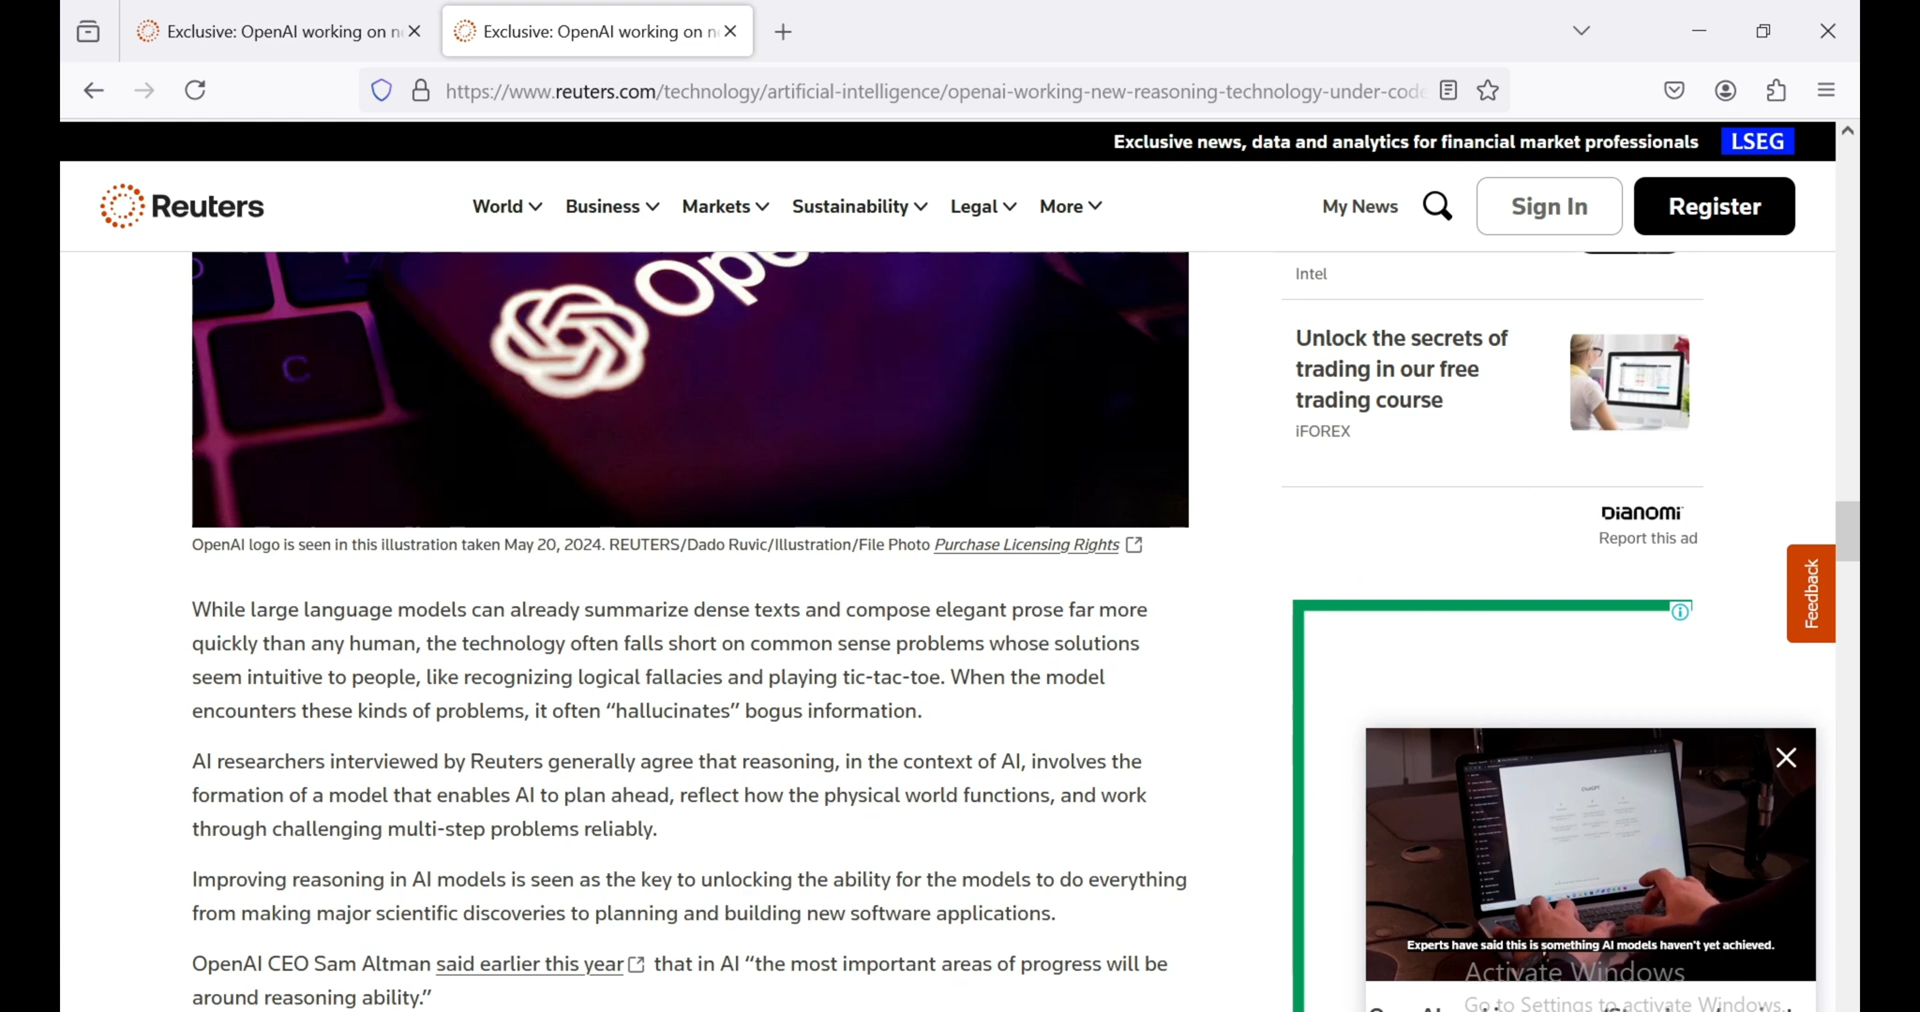 Exclusive: OpenAI working on n
Exclusive: OpenAI working on n
https://www.reuters.com/technology/artificial-intelligence/openai-working-new-reasoning-technology-under-code
Exclusive news, data and analytics for financial market professionals LSEG
Reuters
World Business Markets Sustainability Legal More
My News Sign In Register
C
Intel
Unlock the secrets of
trading in our free
trading course
iFOREX
DIANOMI
Report this ad
Feedback
OpenAI logo is seen in this illustration taken May 20, 2024. REUTERS/Dado Ruvic/Illustration/File Photo Purchase Licensing Rights
While large language models can already summarize dense texts and compose elegant prose far more
quickly than any human, the technology often falls short on common sense problems whose solutions
seem intuitive to people, like recognizing logical fallacies and playing tic-tac-toe. When the model
encounters these kinds of problems, it often “hallucinates” bogus information.
AI researchers interviewed by Reuters generally agree that reasoning, in the context of AI, involves the
formation of a model that enables AI to plan ahead, reflect how the physical world functions, and work
through challenging multi-step problems reliably.
Improving reasoning in AI models is seen as the key to unlocking the ability for the models to do everything
from making major scientific discoveries to planning and building new software applications.
OpenAI CEO Sam Altman said earlier this year that in AI “the most important areas of progress will be
around reasoning ability.”
Experts have said this is something AI models haven't yet achieved.
Activate Windows
Go to Settings to activate Windows.